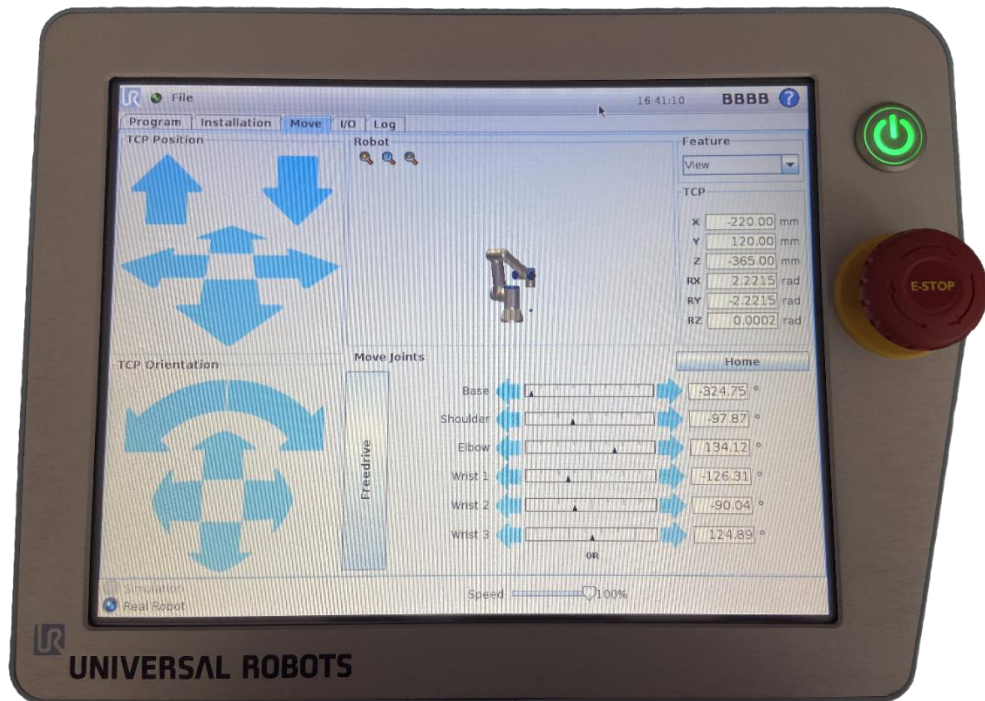 UR File 16:41:10 BBBB ?
Program Installation Move I/O Log
TCP Position
Robot
Feature
View
TCP
X -220.00 mm
Y 120.00 mm
Z -365.00 mm
RX 2.2215 rad
RY -2.2215 rad
RZ 0.0002 rad
E-STOP
TCP Orientation
Move Joints
Home
Freedrive
Base -324.75 °
Shoulder -97.87 °
Elbow 134.12 °
Wrist 1 -126.31 °
Wrist 2 -90.04 °
Wrist 3 124.89 °
OR
Simulation
Real Robot
Speed 100%
UR
UNIVERSAL ROBOTS